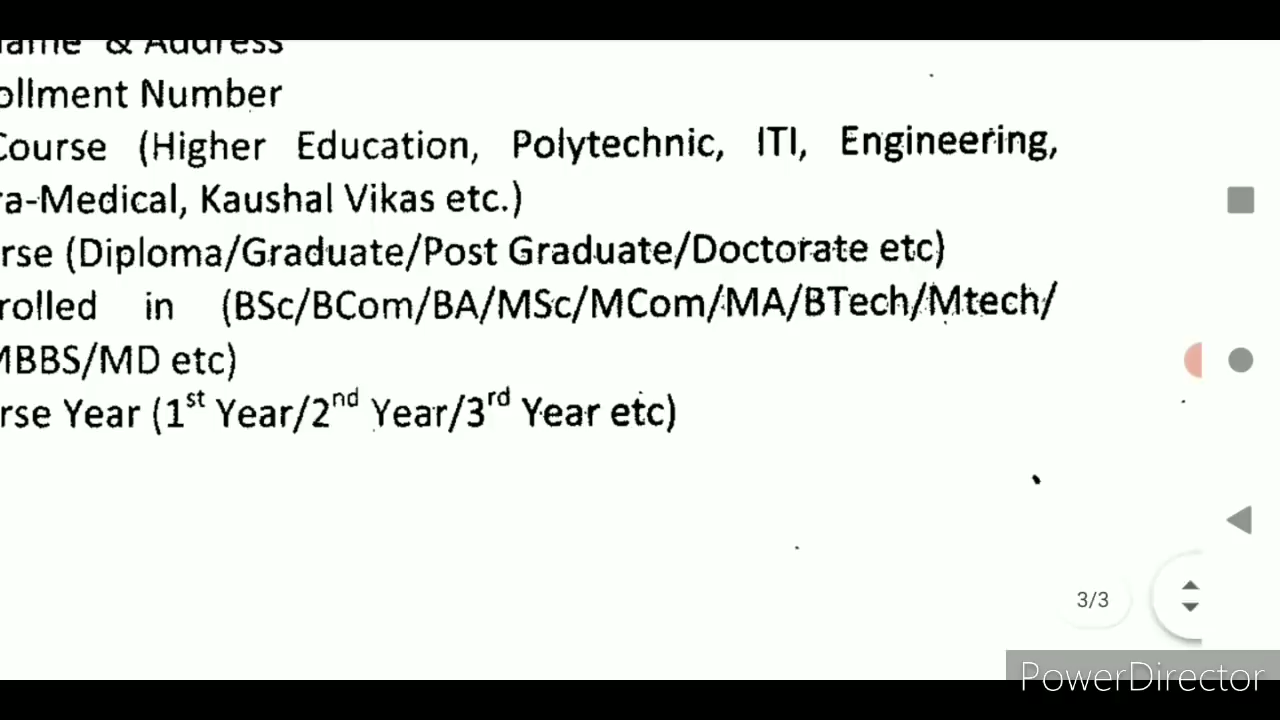 ame & Address
ollment Number
Course (Higher Education, Polytechnic, ITI, Engineering,
ra-Medical, Kaushal Vikas etc.)
rse (Diploma/Graduate/Post Graduate/Doctorate etc)
rolled in (BSc/BCom/BA/MSc/MCom/MA/BTech/Mtech/
MBBS/MD etc)
rse Year (1st Year/2nd Year/3rd Year etc)
3/3
PowerDirector